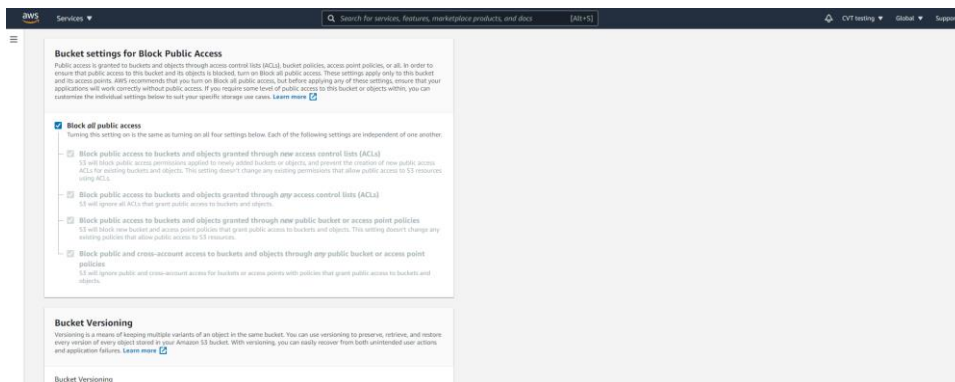 aws
Services ▼
Search for services, features, marketplace products, and docs
[Alt+S]
CVT testing ▼
Global ▼
Suppor
Bucket settings for Block Public Access
Public access is granted to buckets and objects through access control lists (ACLs), bucket policies, access point policies, or all. In order to
ensure that public access to this bucket and its objects is blocked, turn on Block all public access. These settings apply only to this bucket
and its access points. AWS recommends that you turn on Block all public access, but before applying any of these settings, ensure that your
applications will work correctly without public access. If you require some level of public access to this bucket or objects within, you can
customize the individual settings below to suit your specific storage use cases. Learn more
Block all public access
Turning this setting on is the same as turning on all four settings below. Each of the following settings are independent of one another.
Block public access to buckets and objects granted through new access control lists (ACLs)
S3 will block public access permissions applied to newly added buckets or objects, and prevent the creation of new public access
ACLs for existing buckets and objects. This setting doesn't change any existing permissions that allow public access to S3 resources
using ACLs.
Block public access to buckets and objects granted through any access control lists (ACLs)
S3 will ignore all ACLs that grant public access to buckets and objects.
Block public access to buckets and objects granted through new public bucket or access point policies
S3 will block new bucket and access point policies that grant public access to buckets and objects. This setting doesn't change any
existing policies that allow public access to S3 resources.
Block public and cross-account access to buckets and objects through any public bucket or access point
policies
S3 will ignore public and cross-account access for buckets or access points with policies that grant public access to buckets and
objects.
Bucket Versioning
Versioning is a means of keeping multiple variants of an object in the same bucket. You can use versioning to preserve, retrieve, and restore
every version of every object stored in your Amazon S3 bucket. With versioning, you can easily recover from both unintended user actions
and application failures. Learn more
Bucket Versioning